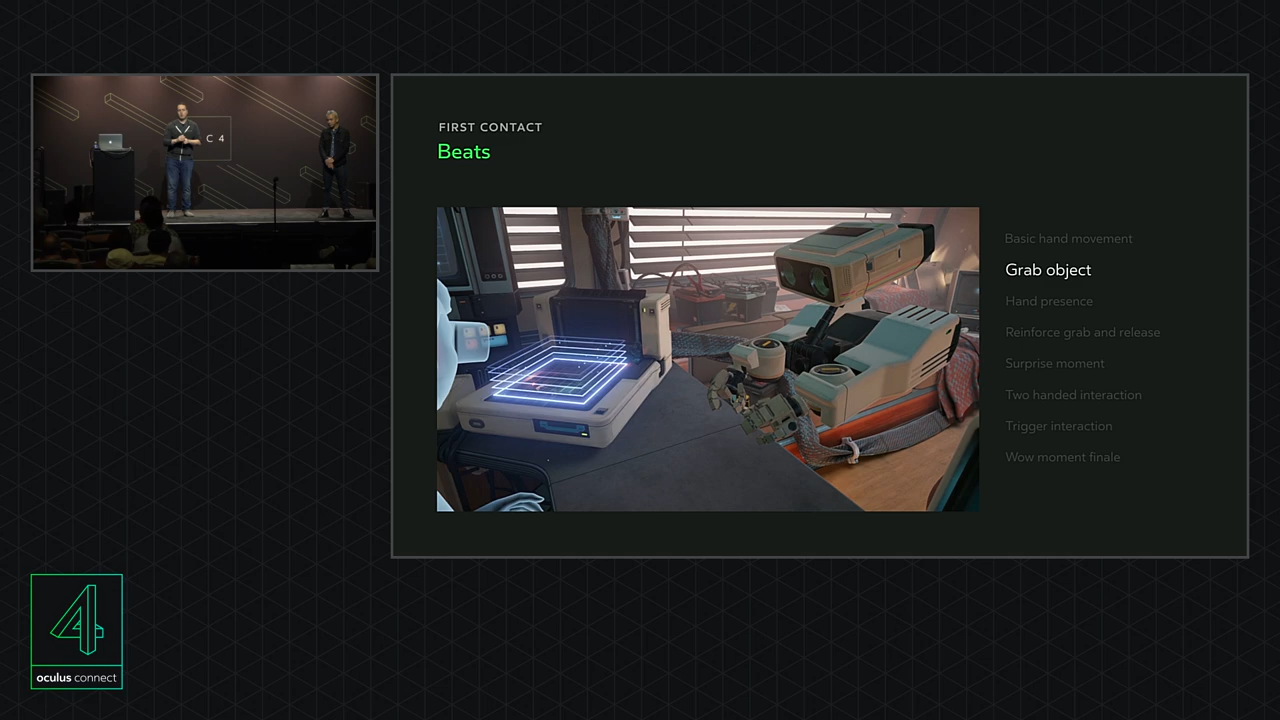 C 4
FIRST CONTACT
Beats
Basic hand movement
Grab object
Hand presence
Reinforce grab and release
Surprise moment
Two handed interaction
Trigger interaction
Wow moment finale
4
oculus connect